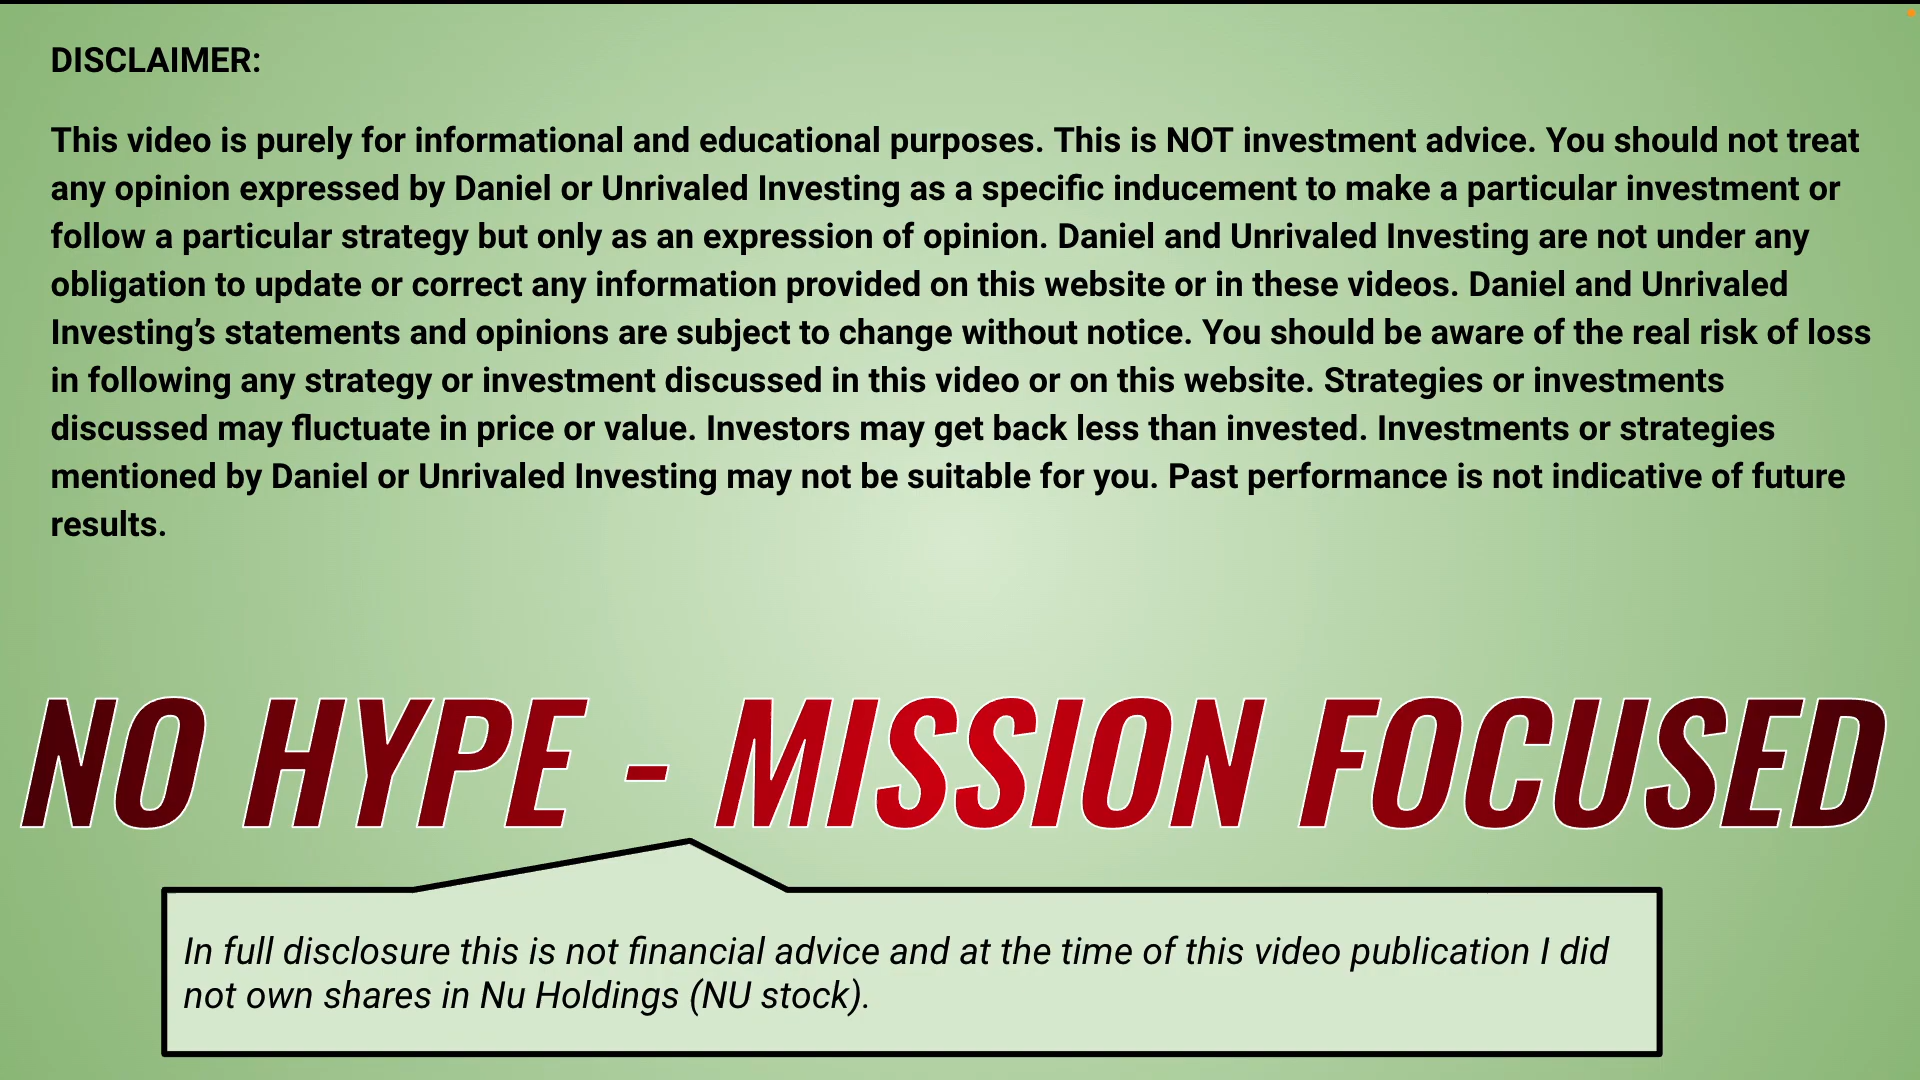 DISCLAIMER:
This video is purely for informational and educational purposes. This is NOT investment advice. You should not treat
any opinion expressed by Daniel or Unrivaled Investing as a specific inducement to make a particular investment or
follow a particular strategy but only as an expression of opinion. Daniel and Unrivaled Investing are not under any
obligation to update or correct any information provided on this website or in these videos. Daniel and Unrivaled
Investing’s statements and opinions are subject to change without notice. You should be aware of the real risk of loss
in following any strategy or investment discussed in this video or on this website. Strategies or investments
discussed may fluctuate in price or value. Investors may get back less than invested. Investments or strategies
mentioned by Daniel or Unrivaled Investing may not be suitable for you. Past performance is not indicative of future
results.
NO HYPE - MISSION FOCUSED
In full disclosure this is not financial advice and at the time of this video publication I did
not own shares in Nu Holdings (NU stock).